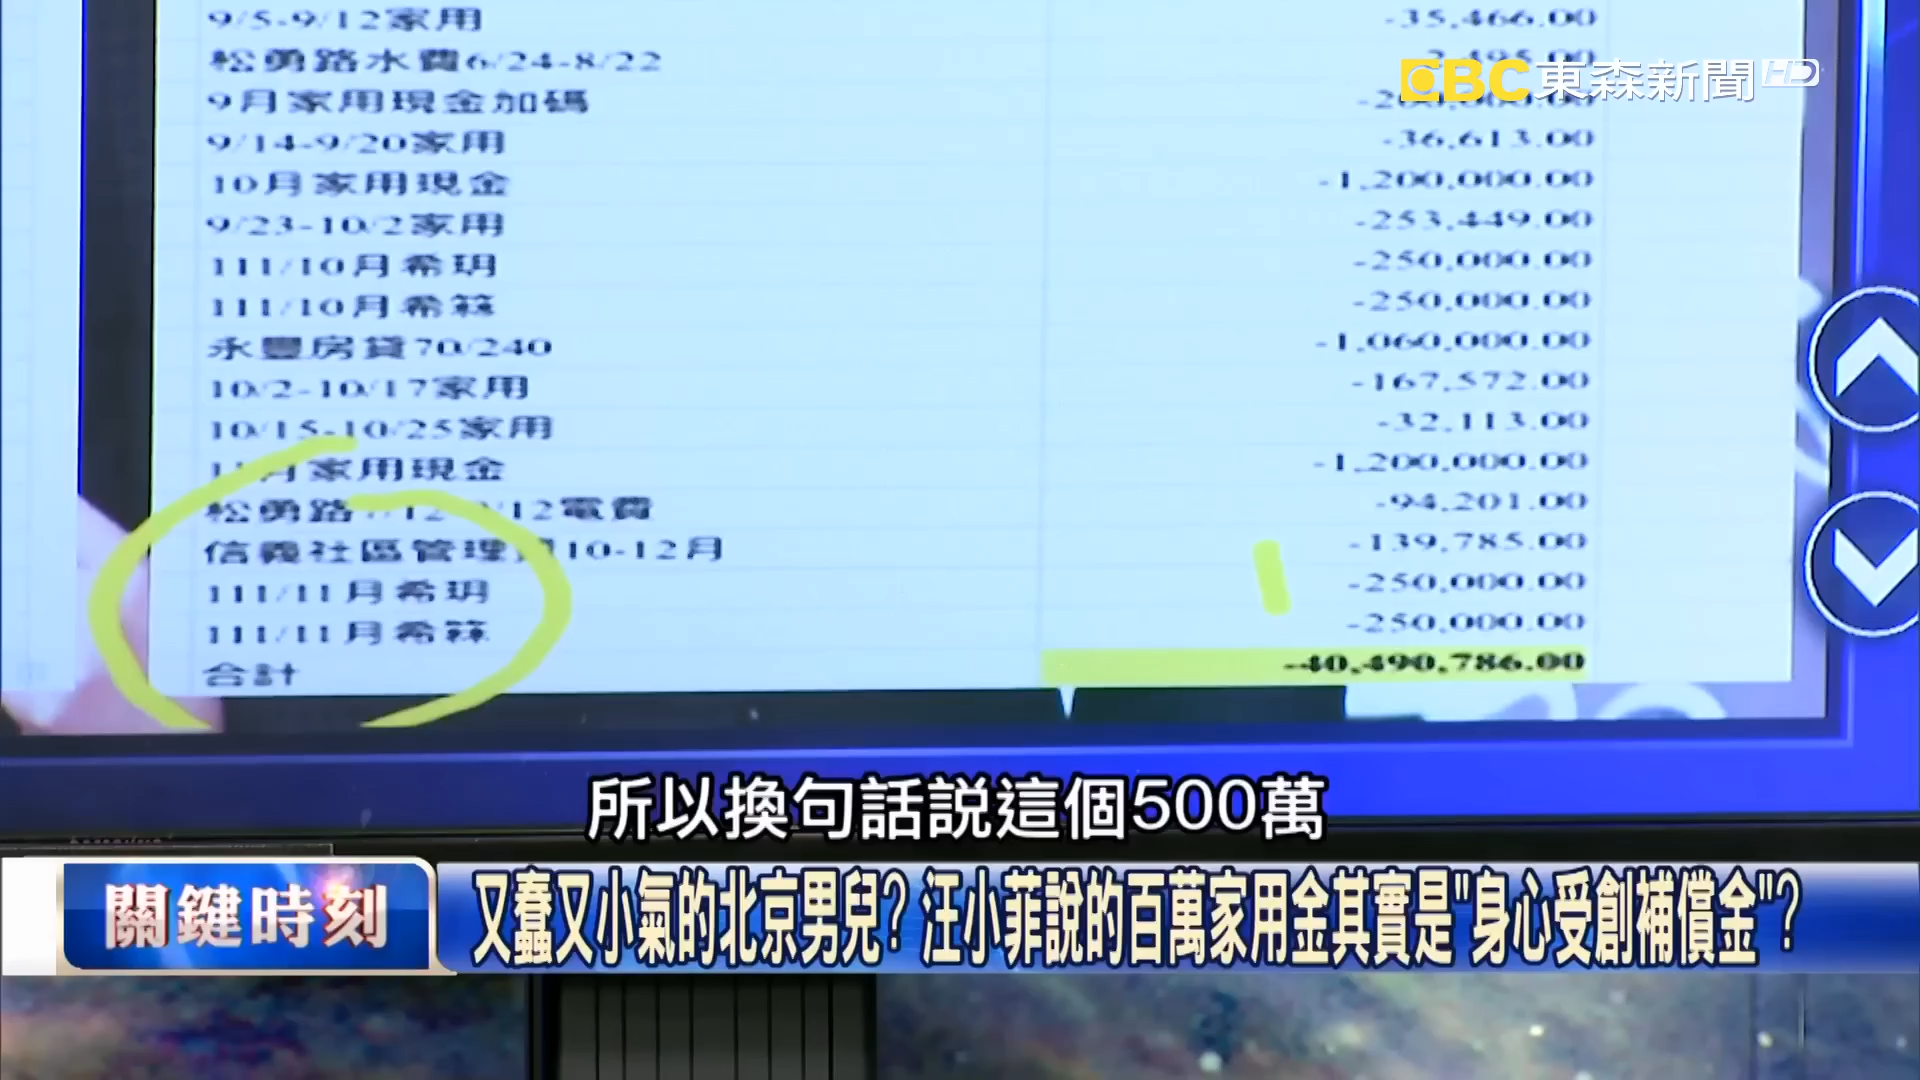 9/5-9/12家用 -35,466.00
松勇路水費6/24-8/22
EBC東森新聞HD
9月家用現金加碼
9/14-9/20家用 -36,613.00
10月家用現金 -1,200,000.00
9/23-10/2家用 -253,449.00
111/10月希玥 -250,000.00
111/10月希箖 -250,000.00
永豐房貸70/240 -1,060,000.00
10/2-10/17家用 -167,572.00
10/15-10/25家用 -32,113.00
11月家用現金 -1,200,000.00
松勇路 電費 -94,201.00
信義社區管理費10-12月 -139,785.00
111/11月希玥 -250,000.00
111/11月希箖 -250,000.00
合計 -40,490,786.00
所以換句話説這個500萬
關鍵時刻
又蠢又小氣的北京男兒？汪小菲說的百萬家用金其實是"身心受創補償金"？